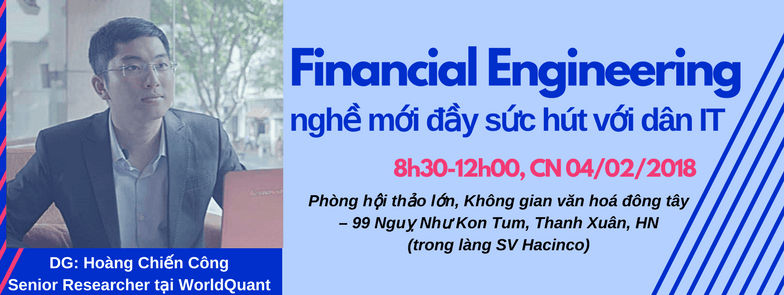 Financial Engineering
nghề mới đầy sức hút với dân IT
8h30-12h00, CN 04/02/2018
Phòng hội thảo lớn, Không gian văn hoá đông tây
– 99 Nguỵ Như Kon Tum, Thanh Xuân, HN
(trong làng SV Hacinco)
DG: Hoàng Chiến Công
Senior Researcher tại WorldQuant